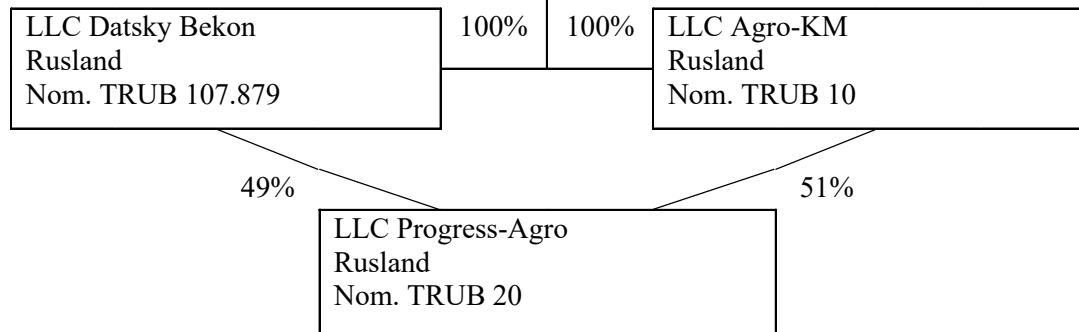 LLC Datsky Bekon
Rusland
Nom. TRUB 107.879
100%
100%
LLC Agro-KM
Rusland
Nom. TRUB 10
49%
51%
LLC Progress-Agro
Rusland
Nom. TRUB 20